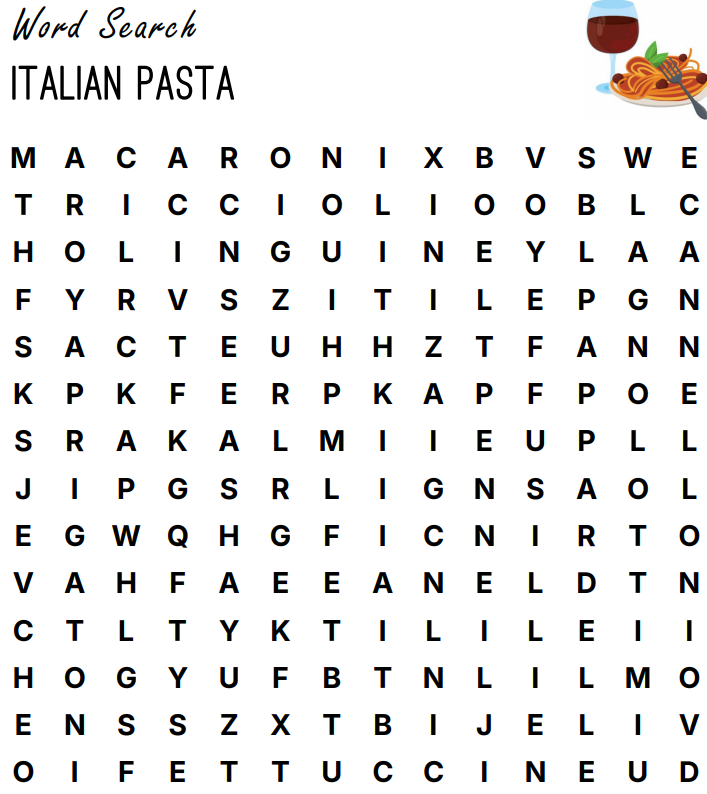 Word Search
ITALIAN PASTA
M A C A R O N I X B V S W E
T R I C C I O L I O O B L C
H O L I N G U I N E Y L A A
F Y R V S Z I T I L E P G N
S A C T E U H H Z T F A N N
K P K F E R P K A P F P O E
S R A K A L M I I E U P L L
J I P G S R L I G N S A O L
E G W Q H G F I C N I R T O
V A H F A E E A N E L D T N
C T L T Y K T I L I L E I I
H O G Y U F B T N L I L M O
E N S S Z X T B I J E L I V
O I F E T T U C C I N E U D